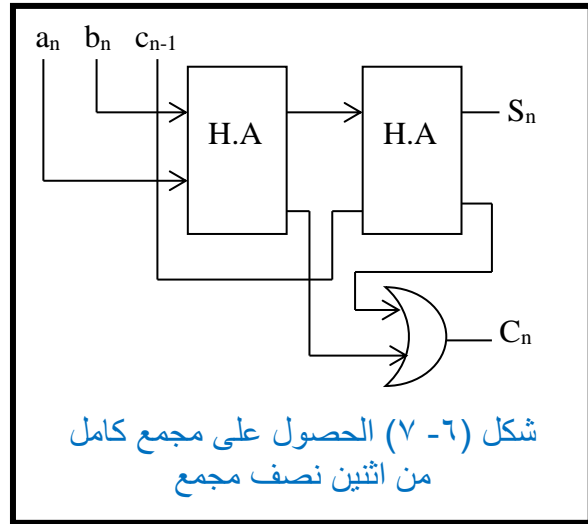 aₙ bₙ cₙ₋₁
H.A H.A Sₙ
Cₙ
شكل (٦- ٧) الحصول على مجمع كامل
من اثنين نصف مجمع